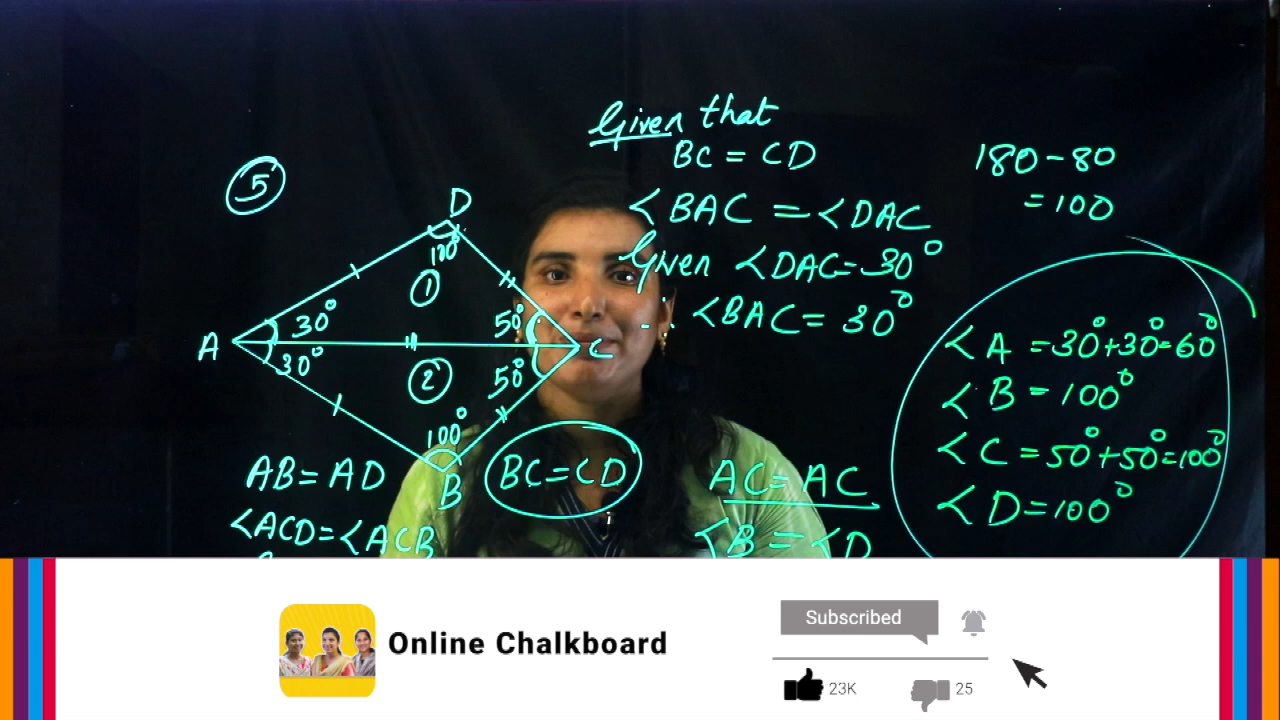 5
Given that
BC = CD
180 - 80
= 100
<BAC = <DAC
Given <DAC = 30°
∴ <BAC = 30°
D
100°
1
30°
50°
A
C
30°
2
50°
100°
B
<A = 30°+30°=60°
<B = 100°
<C = 50°+50°=100°
<D = 100°
AB = AD
BC = CD
AC = AC
<ACD = <ACB
<B = <D
Online Chalkboard
Subscribed
23K
25